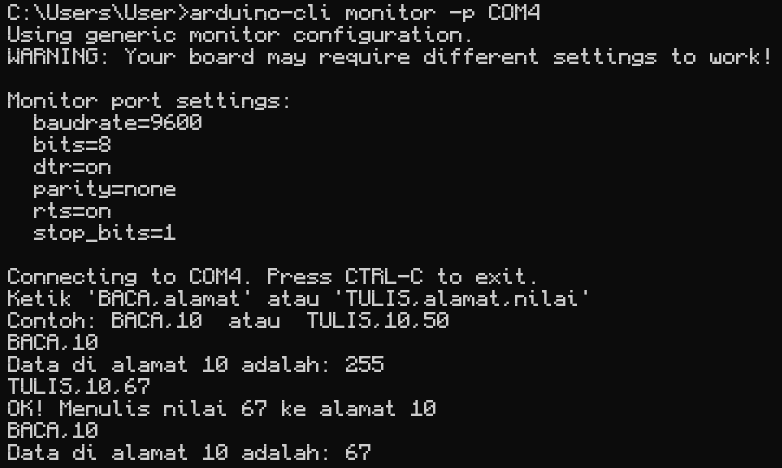 C:\Users\User>arduino-cli monitor -p COM4
Using generic monitor configuration.
WARNING: Your board may require different settings to work!

Monitor port settings:
  baudrate=9600
  bits=8
  dtr=on
  parity=none
  rts=on
  stop_bits=1

Connecting to COM4. Press CTRL-C to exit.
Ketik 'BACA,alamat' atau 'TULIS,alamat,nilai'
Contoh: BACA,10  atau  TULIS,10,50
BACA,10
Data di alamat 10 adalah: 255
TULIS,10,67
OK! Menulis nilai 67 ke alamat 10
BACA,10
Data di alamat 10 adalah: 67